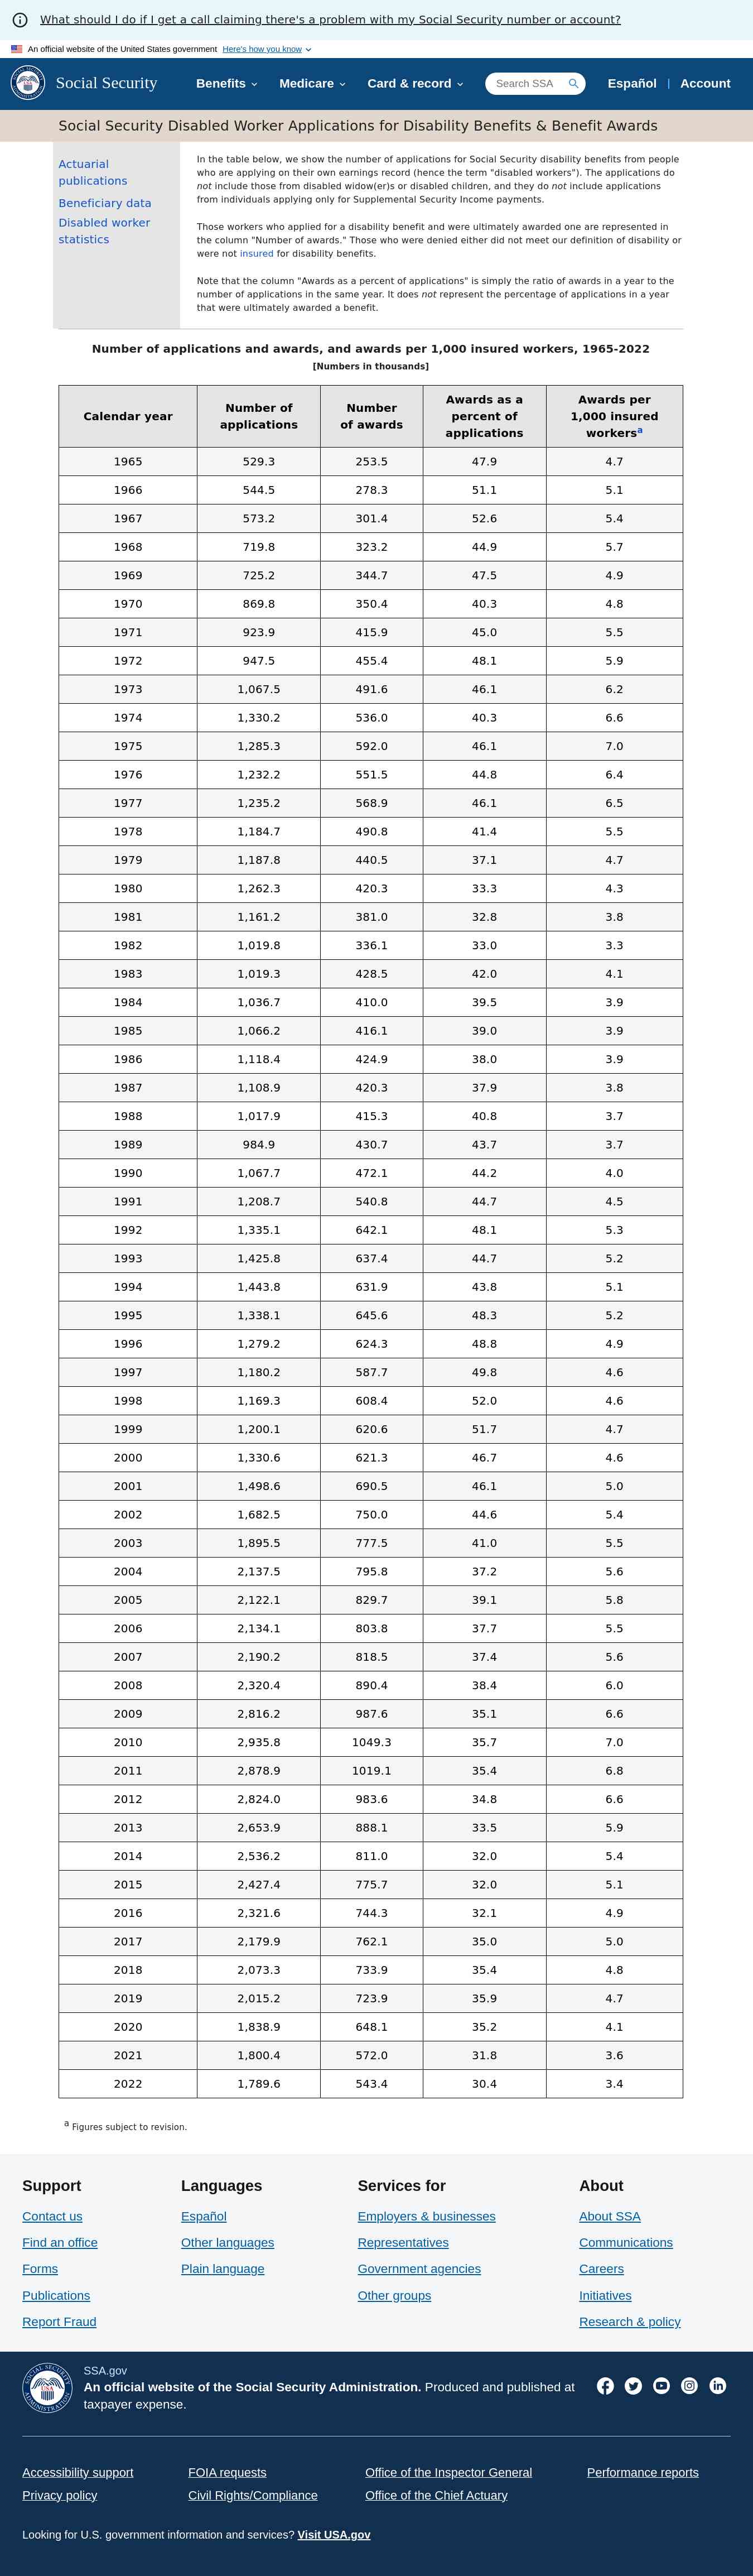 What should I do if I get a call claiming there's a problem with my Social Security number or account?
An official website of the United States government Here's how you know
Social Security Benefits Medicare Card & record Search SSA Español | Account
Social Security Disabled Worker Applications for Disability Benefits & Benefit Awards
Actuarial
publications
Beneficiary data
Disabled worker
statistics
In the table below, we show the number of applications for Social Security disability benefits from people
who are applying on their own earnings record (hence the term "disabled workers"). The applications do
not include those from disabled widow(er)s or disabled children, and they do not include applications
from individuals applying only for Supplemental Security Income payments.
Those workers who applied for a disability benefit and were ultimately awarded one are represented in
the column "Number of awards." Those who were denied either did not meet our definition of disability or
were not insured for disability benefits.
Note that the column "Awards as a percent of applications" is simply the ratio of awards in a year to the
number of applications in the same year. It does not represent the percentage of applications in a year
that were ultimately awarded a benefit.
Number of applications and awards, and awards per 1,000 insured workers, 1965-2022
[Numbers in thousands]
Calendar year Number of applications Number of awards Awards as a percent of applications Awards per 1,000 insured workers a
1965 529.3 253.5 47.9 4.7
1966 544.5 278.3 51.1 5.1
1967 573.2 301.4 52.6 5.4
1968 719.8 323.2 44.9 5.7
1969 725.2 344.7 47.5 4.9
1970 869.8 350.4 40.3 4.8
1971 923.9 415.9 45.0 5.5
1972 947.5 455.4 48.1 5.9
1973 1,067.5 491.6 46.1 6.2
1974 1,330.2 536.0 40.3 6.6
1975 1,285.3 592.0 46.1 7.0
1976 1,232.2 551.5 44.8 6.4
1977 1,235.2 568.9 46.1 6.5
1978 1,184.7 490.8 41.4 5.5
1979 1,187.8 440.5 37.1 4.7
1980 1,262.3 420.3 33.3 4.3
1981 1,161.2 381.0 32.8 3.8
1982 1,019.8 336.1 33.0 3.3
1983 1,019.3 428.5 42.0 4.1
1984 1,036.7 410.0 39.5 3.9
1985 1,066.2 416.1 39.0 3.9
1986 1,118.4 424.9 38.0 3.9
1987 1,108.9 420.3 37.9 3.8
1988 1,017.9 415.3 40.8 3.7
1989 984.9 430.7 43.7 3.7
1990 1,067.7 472.1 44.2 4.0
1991 1,208.7 540.8 44.7 4.5
1992 1,335.1 642.1 48.1 5.3
1993 1,425.8 637.4 44.7 5.2
1994 1,443.8 631.9 43.8 5.1
1995 1,338.1 645.6 48.3 5.2
1996 1,279.2 624.3 48.8 4.9
1997 1,180.2 587.7 49.8 4.6
1998 1,169.3 608.4 52.0 4.6
1999 1,200.1 620.6 51.7 4.7
2000 1,330.6 621.3 46.7 4.6
2001 1,498.6 690.5 46.1 5.0
2002 1,682.5 750.0 44.6 5.4
2003 1,895.5 777.5 41.0 5.5
2004 2,137.5 795.8 37.2 5.6
2005 2,122.1 829.7 39.1 5.8
2006 2,134.1 803.8 37.7 5.5
2007 2,190.2 818.5 37.4 5.6
2008 2,320.4 890.4 38.4 6.0
2009 2,816.2 987.6 35.1 6.6
2010 2,935.8 1049.3 35.7 7.0
2011 2,878.9 1019.1 35.4 6.8
2012 2,824.0 983.6 34.8 6.6
2013 2,653.9 888.1 33.5 5.9
2014 2,536.2 811.0 32.0 5.4
2015 2,427.4 775.7 32.0 5.1
2016 2,321.6 744.3 32.1 4.9
2017 2,179.9 762.1 35.0 5.0
2018 2,073.3 733.9 35.4 4.8
2019 2,015.2 723.9 35.9 4.7
2020 1,838.9 648.1 35.2 4.1
2021 1,800.4 572.0 31.8 3.6
2022 1,789.6 543.4 30.4 3.4
a Figures subject to revision.
Support
Contact us
Find an office
Forms
Publications
Report Fraud
Languages
Español
Other languages
Plain language
Services for
Employers & businesses
Representatives
Government agencies
Other groups
About
About SSA
Communications
Careers
Initiatives
Research & policy
SOCIAL SECURITY USA ADMINISTRATION
SSA.gov
An official website of the Social Security Administration. Produced and published at
taxpayer expense.
Accessibility support FOIA requests Office of the Inspector General Performance reports
Privacy policy Civil Rights/Compliance Office of the Chief Actuary
Looking for U.S. government information and services? Visit USA.gov